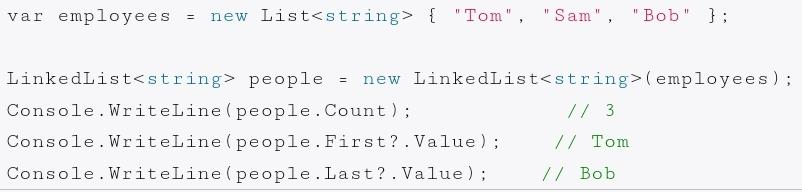 var employees = new List<string> { "Tom", "Sam", "Bob" };
LinkedList<string> people = new LinkedList<string>(employees);
Console.WriteLine(people.Count); // 3
Console.WriteLine(people.First?.Value); // Tom
Console.WriteLine(people.Last?.Value); // Bob